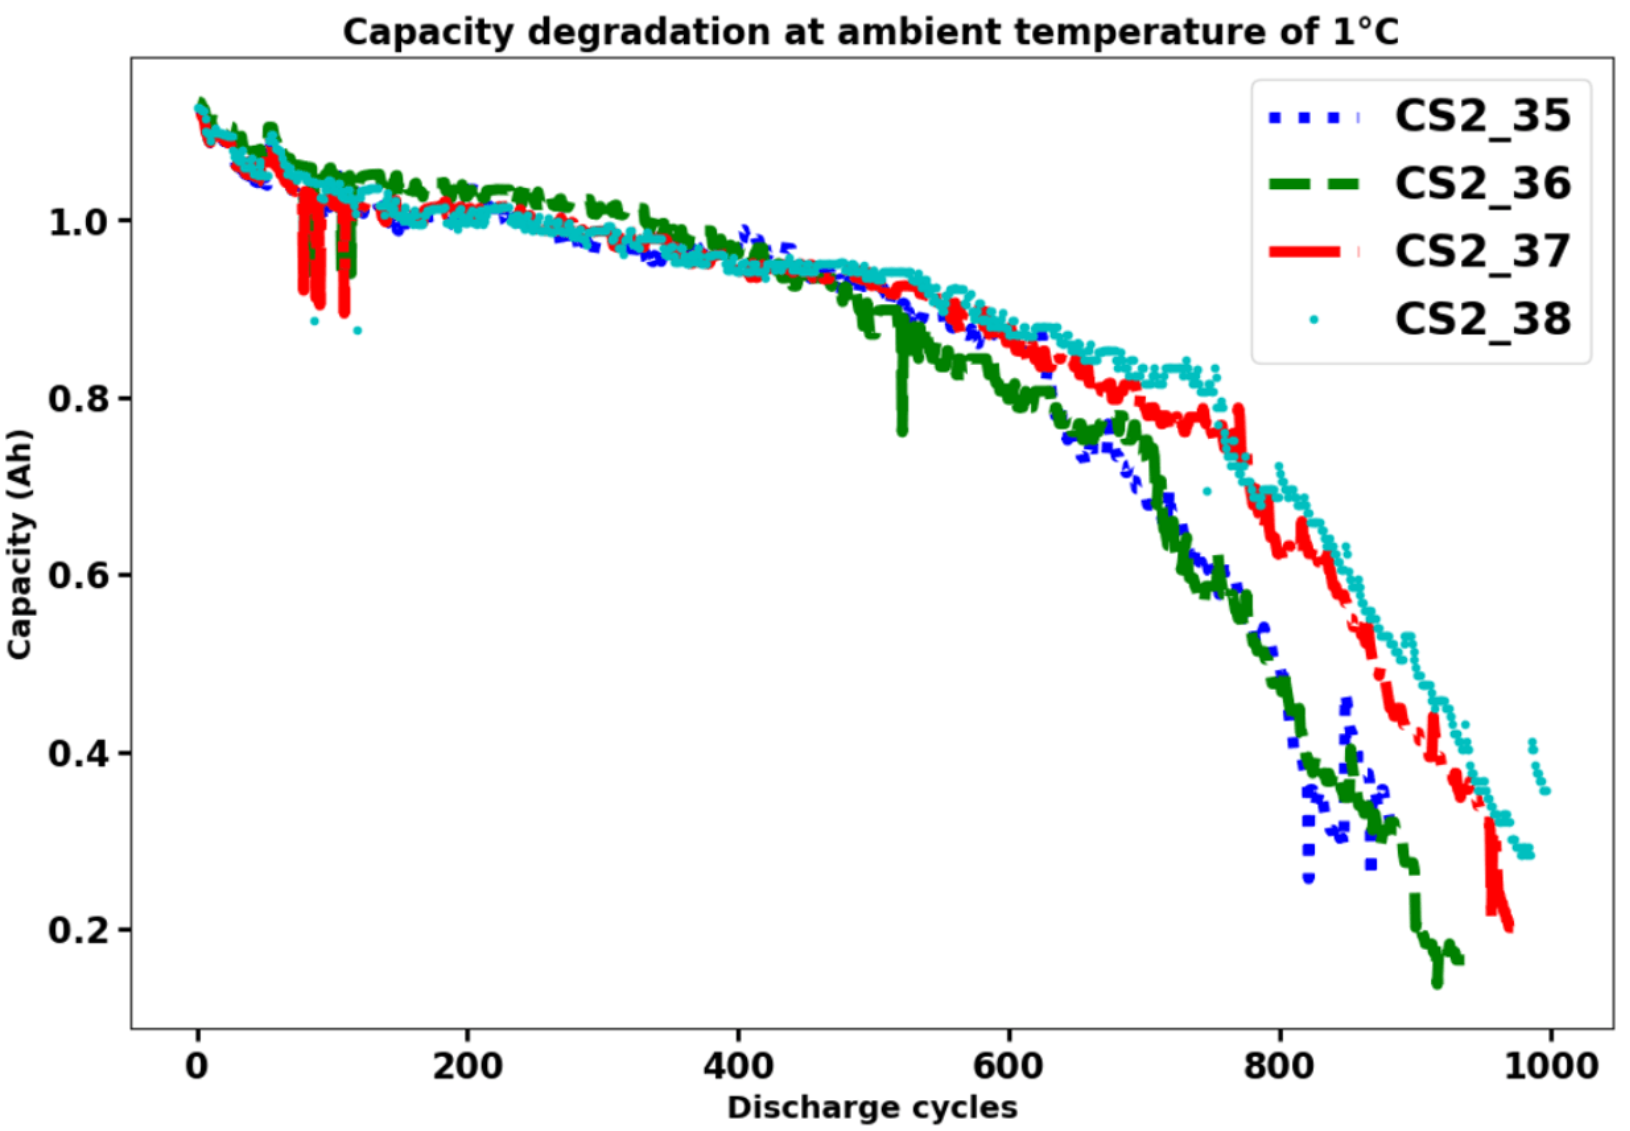 Capacity degradation at ambient temperature of 1°C
CS2_35
CS2_36
CS2_37
CS2_38
1.0
0.8
0.6
0.4
0.2
Capacity (Ah)
0 200 400 600 800 1000
Discharge cycles